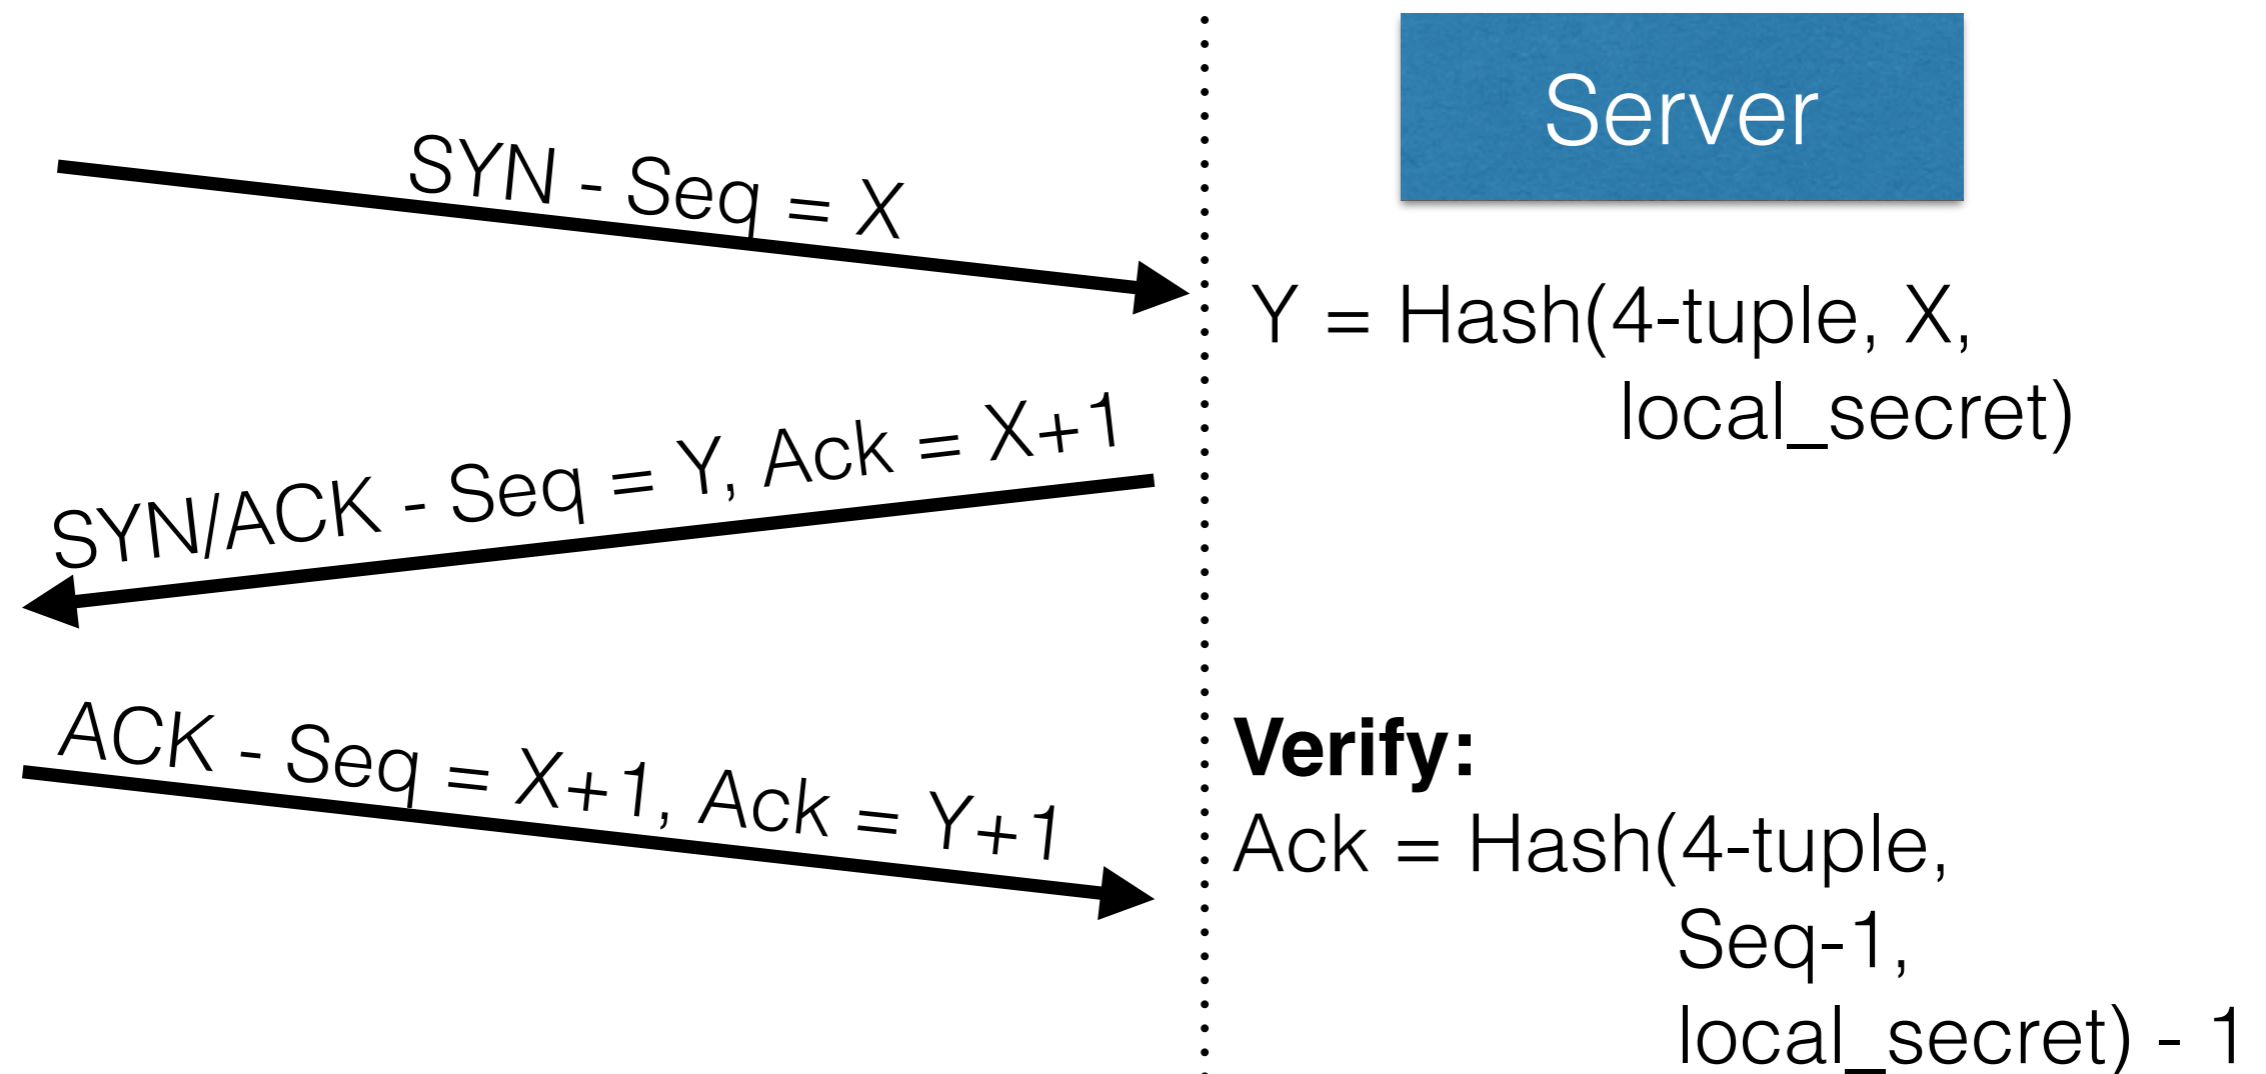 Server
SYN - Seq = X
Y = Hash(4-tuple, X,
local_secret)
SYN/ACK - Seq = Y, Ack = X+1
ACK - Seq = X+1, Ack = Y+1
Verify:
Ack = Hash(4-tuple,
Seq-1,
local_secret) - 1